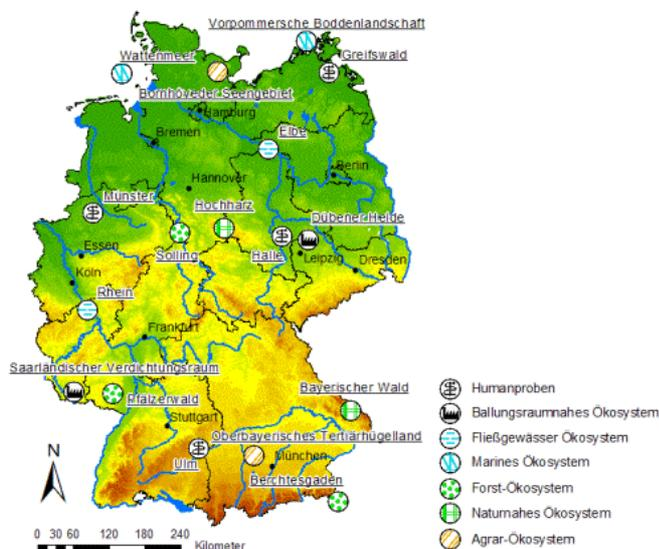 Vorpommersche Boddenlandschaft
Wattenmeer
Greifswald
Bornhöveder Seengebiet
Hamburg
Bremen
Elbe
Berlin
Hannover
Münster
Hochharz
Dübener Heide
Essen
Solling
Halle
Leipzig
Dresden
Köln
Rhein
Frankfurt
Saarländischer Verdichtungsraum
Pfälzerwald
Bayerischer Wald
Stuttgart
Oberbayerisches Tertiärhügelland
Ulm
München
Berchtesgaden
N
0 30 60 120 180 240
Kilometer
Humanproben
Ballungsraumnahes Ökosystem
Fließgewässer Ökosystem
Marines Ökosystem
Forst-Ökosystem
Naturnahes Ökosystem
Agrar-Ökosystem